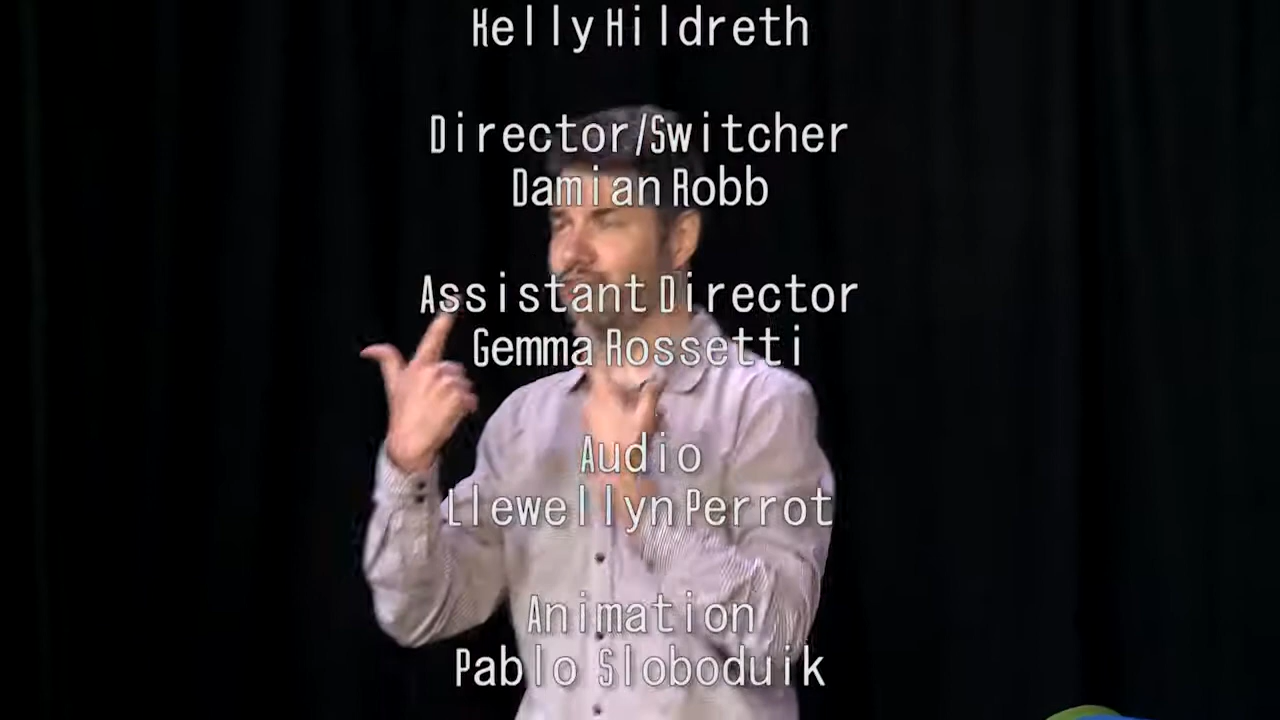 Kelly Hildreth
Director/Switcher
Damian Robb
Assistant Director
Gemma Rossetti
Audio
Llewellyn Perrot
Animation
Pablo Sloboduik